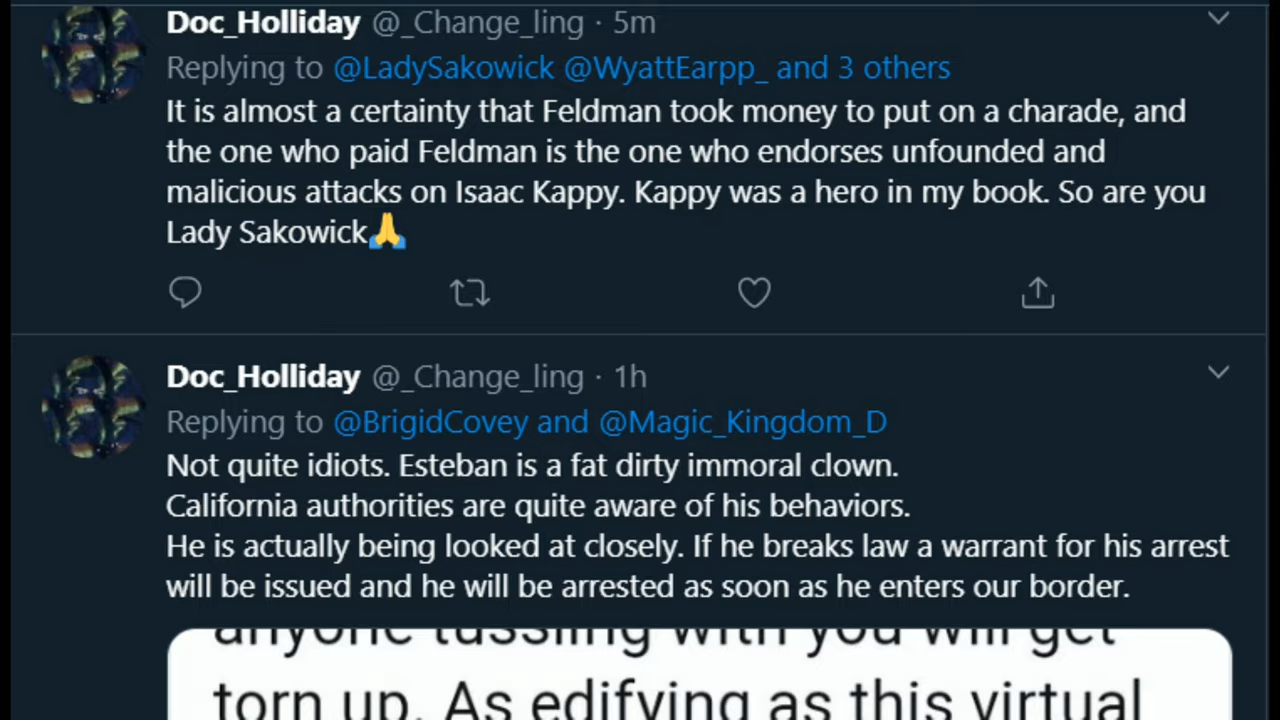 Doc_Holliday @_Change_ling · 5m
Replying to @LadySakowick @WyattEarpp_ and 3 others
It is almost a certainty that Feldman took money to put on a charade, and
the one who paid Feldman is the one who endorses unfounded and
malicious attacks on Isaac Kappy. Kappy was a hero in my book. So are you
Lady Sakowick🙏
Doc_Holliday @_Change_ling · 1h
Replying to @BrigidCovey and @Magic_Kingdom_D
Not quite idiots. Esteban is a fat dirty immoral clown.
California authorities are quite aware of his behaviors.
He is actually being looked at closely. If he breaks law a warrant for his arrest
will be issued and he will be arrested as soon as he enters our border.
anyone tussling with you will get
torn up. As edifying as this virtual